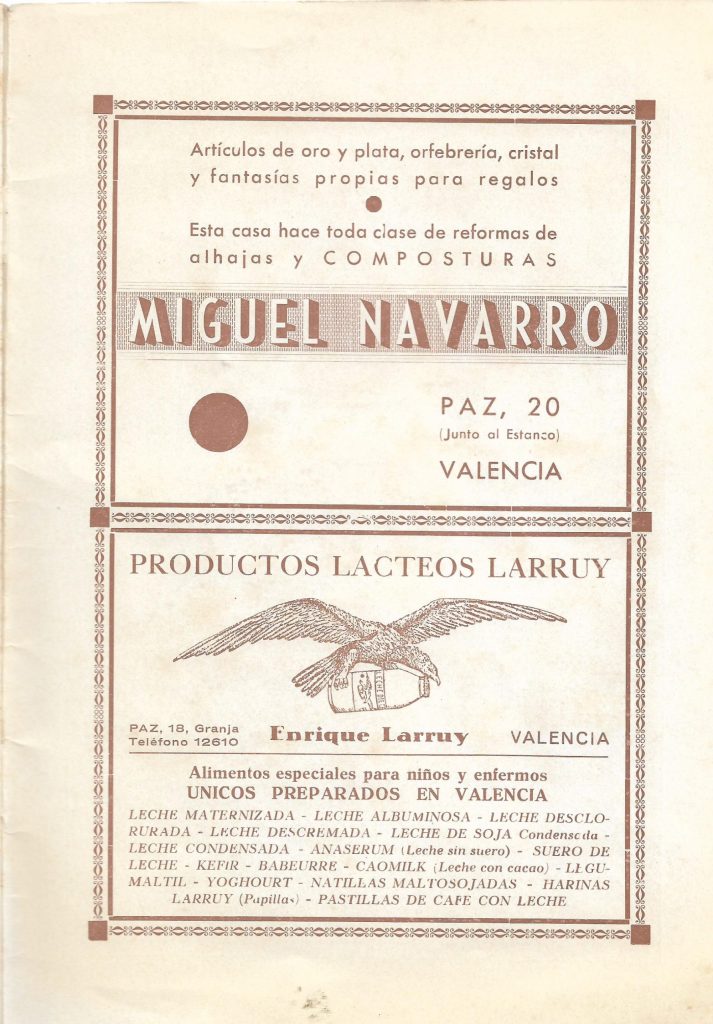 Artículos de oro y plata, orfebrería, cristal
y fantasías propias para regalos
Esta casa hace toda clase de reformas de
alhajas y COMPOSTURAS
MIGUEL NAVARRO
PAZ, 20
(Junto al Estanco)
VALENCIA
PRODUCTOS LACTEOS LARRUY
PAZ, 18, Granja
Teléfono 12610
Enrique Larruy
VALENCIA
Alimentos especiales para niños y enfermos
UNICOS PREPARADOS EN VALENCIA
LECHE MATERNIZADA - LECHE ALBUMINOSA - LECHE DESCLO-
RURADA - LECHE DESCREMADA - LECHE DE SOJA Condensada -
LECHE CONDENSADA - ANASERUM (Leche sin suero) - SUERO DE
LECHE - KEFIR - BABEURRE - CAOMILK (Leche con cacao) - LEGU-
MALTIL - YOGHOURT - NATILLAS MALTOSOJADAS - HARINAS
LARRUY (Papillas) - PASTILLAS DE CAFE CON LECHE